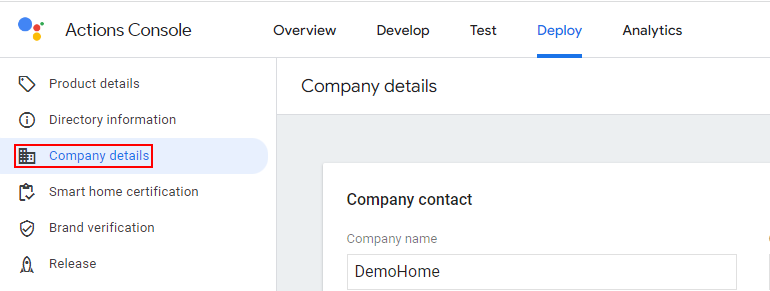 Actions Console
Overview
Develop
Test
Deploy
Analytics
Product details
Directory information
Company details
Smart home certification
Brand verification
Release
Company details
Company contact
Company name
DemoHome